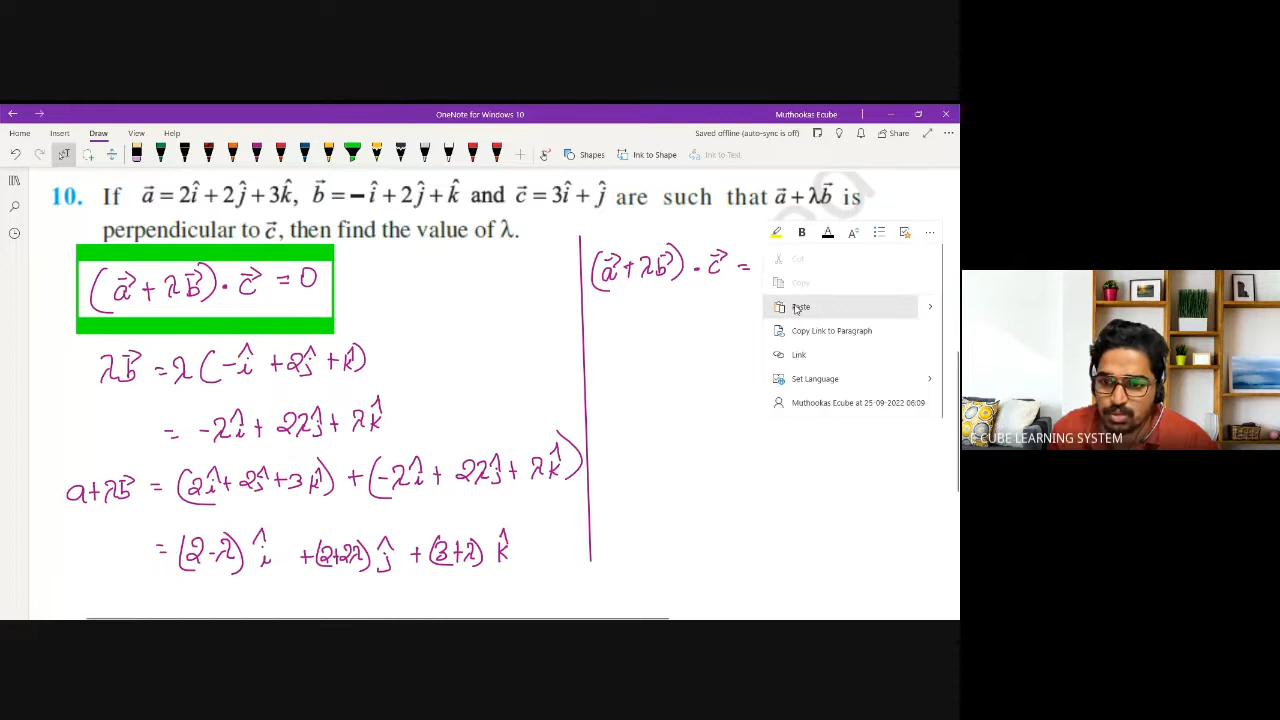 OneNote for Windows 10
Muthookas Ecube
Home Insert Draw View Help
Saved offline (auto-sync is off) Share
Shapes Ink to Shape Ink to Text
10. If a⃗ = 2î + 2ĵ + 3k̂, b⃗ = −î + 2ĵ + k̂ and c⃗ = 3î + ĵ are such that a⃗ + λb⃗ is
perpendicular to c⃗, then find the value of λ.
(a⃗ + λb⃗) · c⃗ = 0
λb⃗ = λ(−î + 2ĵ + k̂)
= −λî + 2λĵ + λk̂
a+λb⃗ = (2î + 2ĵ + 3k̂) + (−λî + 2λĵ + λk̂)
= (2−λ) î + (2+2λ) ĵ + (3+λ) k̂
(a⃗ + λb⃗) · c⃗ =
B A
Cut
Copy
Paste
Copy Link to Paragraph
Link
Set Language
Muthookas Ecube at 25-09-2022 06:09
E CUBE LEARNING SYSTEM